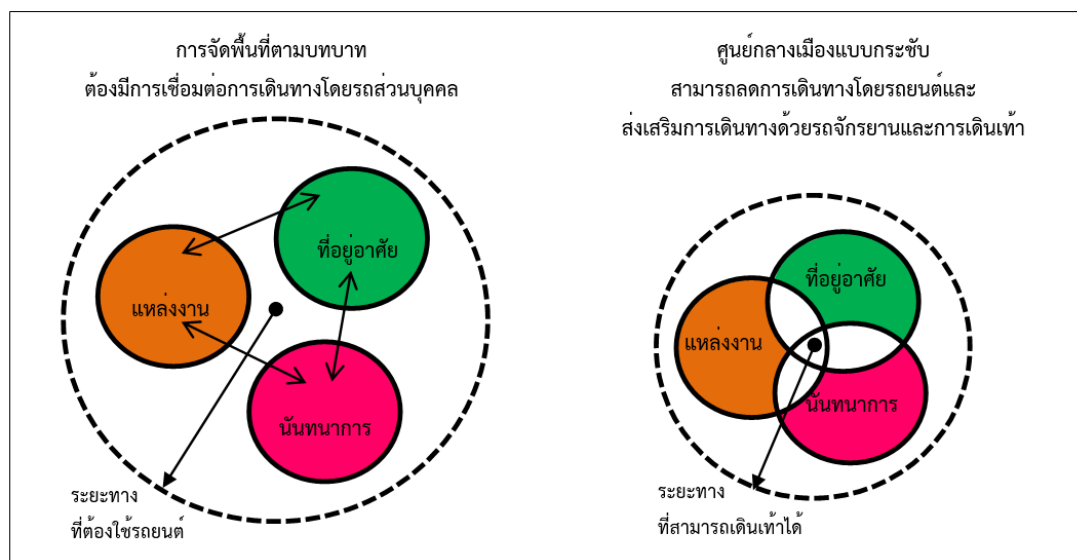 การจัดพื้นที่ตามบทบาท
ต้องมีการเชื่อมต่อการเดินทางโดยรถส่วนบุคคล
ที่อยู่อาศัย
แหล่งงาน
นันทนาการ
ระยะทาง
ที่ต้องใช้รถยนต์
ศูนย์กลางเมืองแบบกระชับ
สามารถลดการเดินทางโดยรถยนต์และ
ส่งเสริมการเดินทางด้วยรถจักรยานและการเดินเท้า
ที่อยู่อาศัย
แหล่งงาน
นันทนาการ
ระยะทาง
ที่สามารถเดินเท้าได้